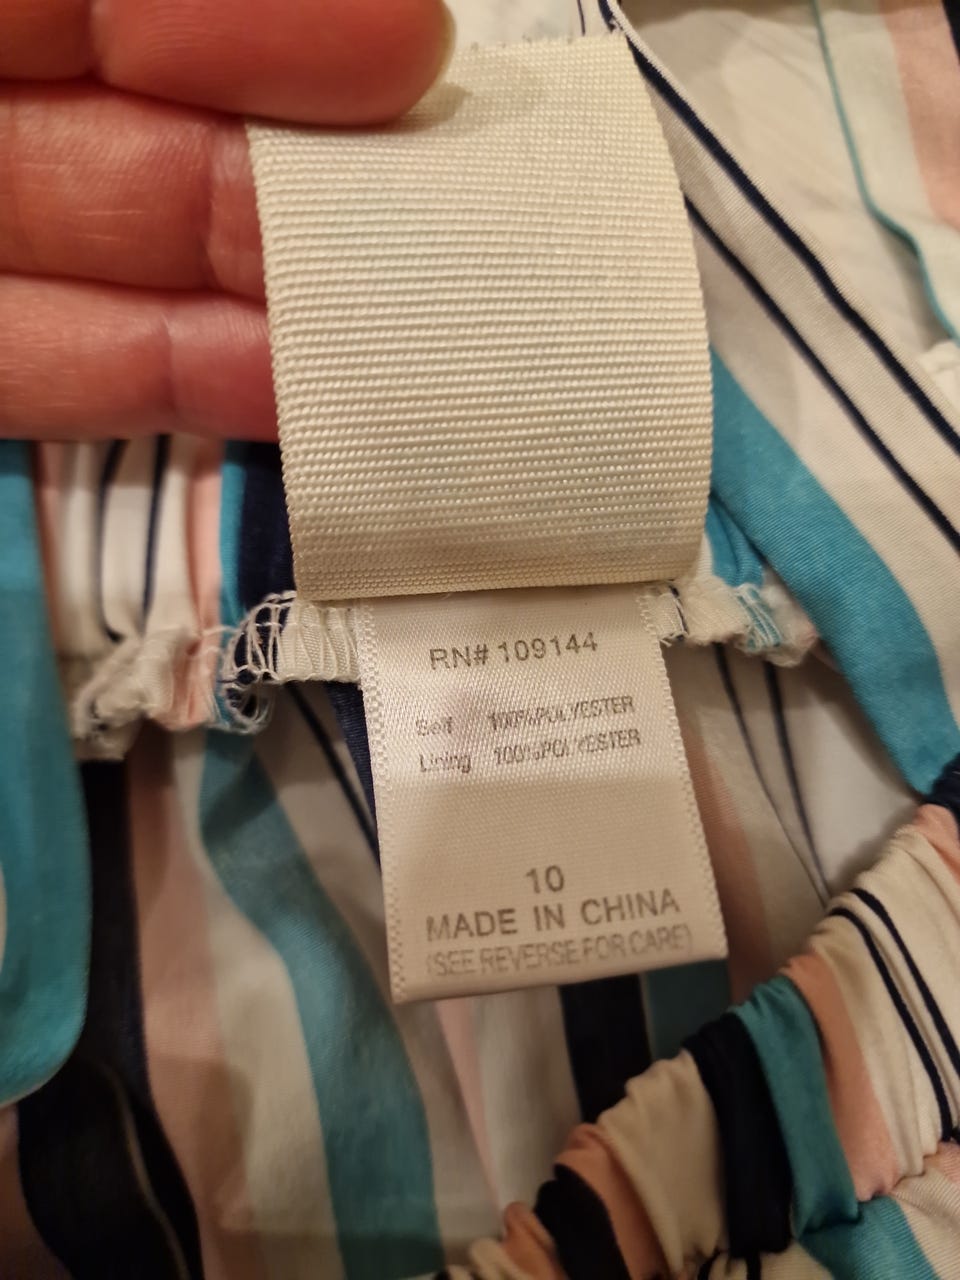 RN# 109144
Self 100%POLYESTER
Lining 100%POLYESTER
10
MADE IN CHINA
(SEE REVERSE FOR CARE)